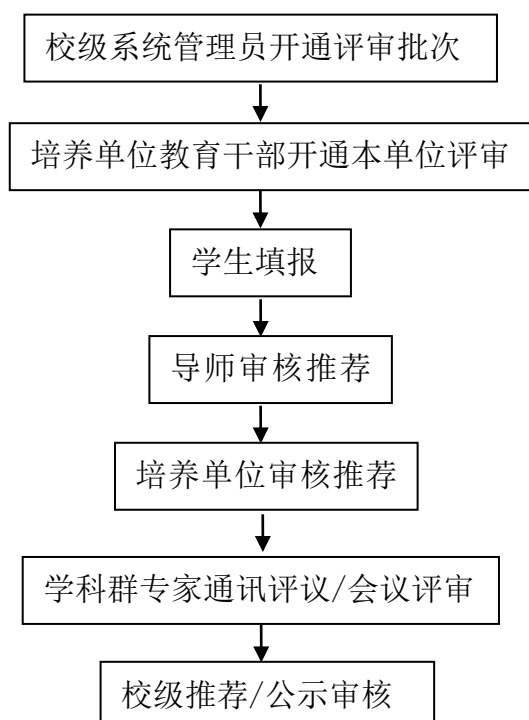 校级系统管理员开通评审批次
培养单位教育干部开通本单位评审
学生填报
导师审核推荐
培养单位审核推荐
学科群专家通讯评议/会议评审
校级推荐/公示审核